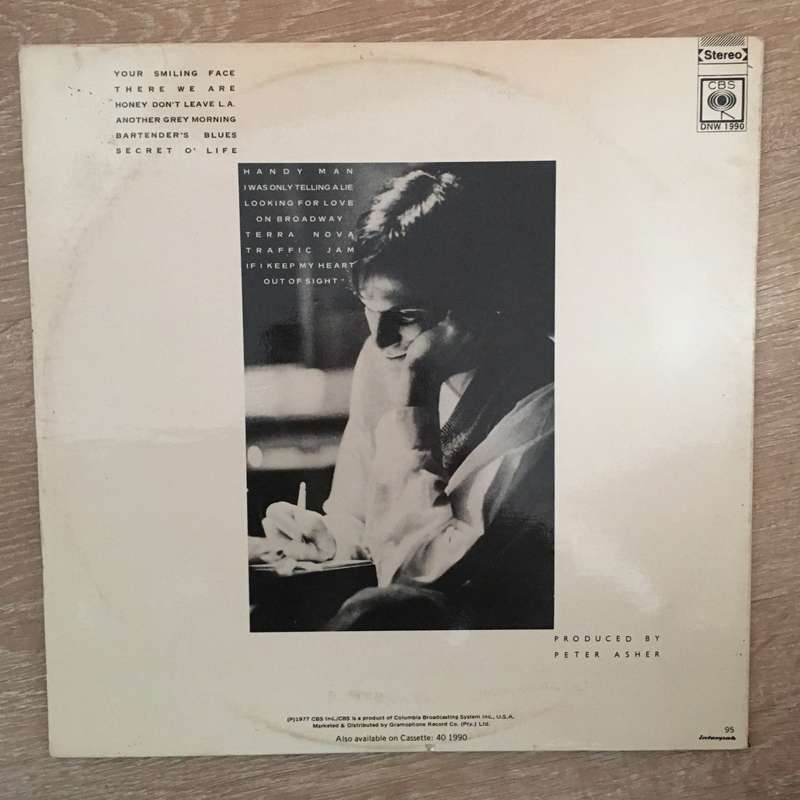 YOUR SMILING FACE
THERE WE ARE
HONEY DON'T LEAVE L.A.
ANOTHER GREY MORNING
BARTENDER'S BLUES
SECRET O' LIFE
HANDY MAN
I WAS ONLY TELLING A LIE
LOOKING FOR LOVE
ON BROADWAY
TERRA NOVA
TRAFFIC JAM
IF I KEEP MY HEART
OUT OF SIGHT
Stereo
CBS
DNW 1990
PRODUCED BY
PETER ASHER
(P)1977 CBS Inc./CBS is a product of Columbia Broadcasting System Inc., U.S.A.
Marketed & Distributed by Gramophone Record Co. (Pty.) Ltd.
Also available on Cassette: 40 1990
95
Interpak